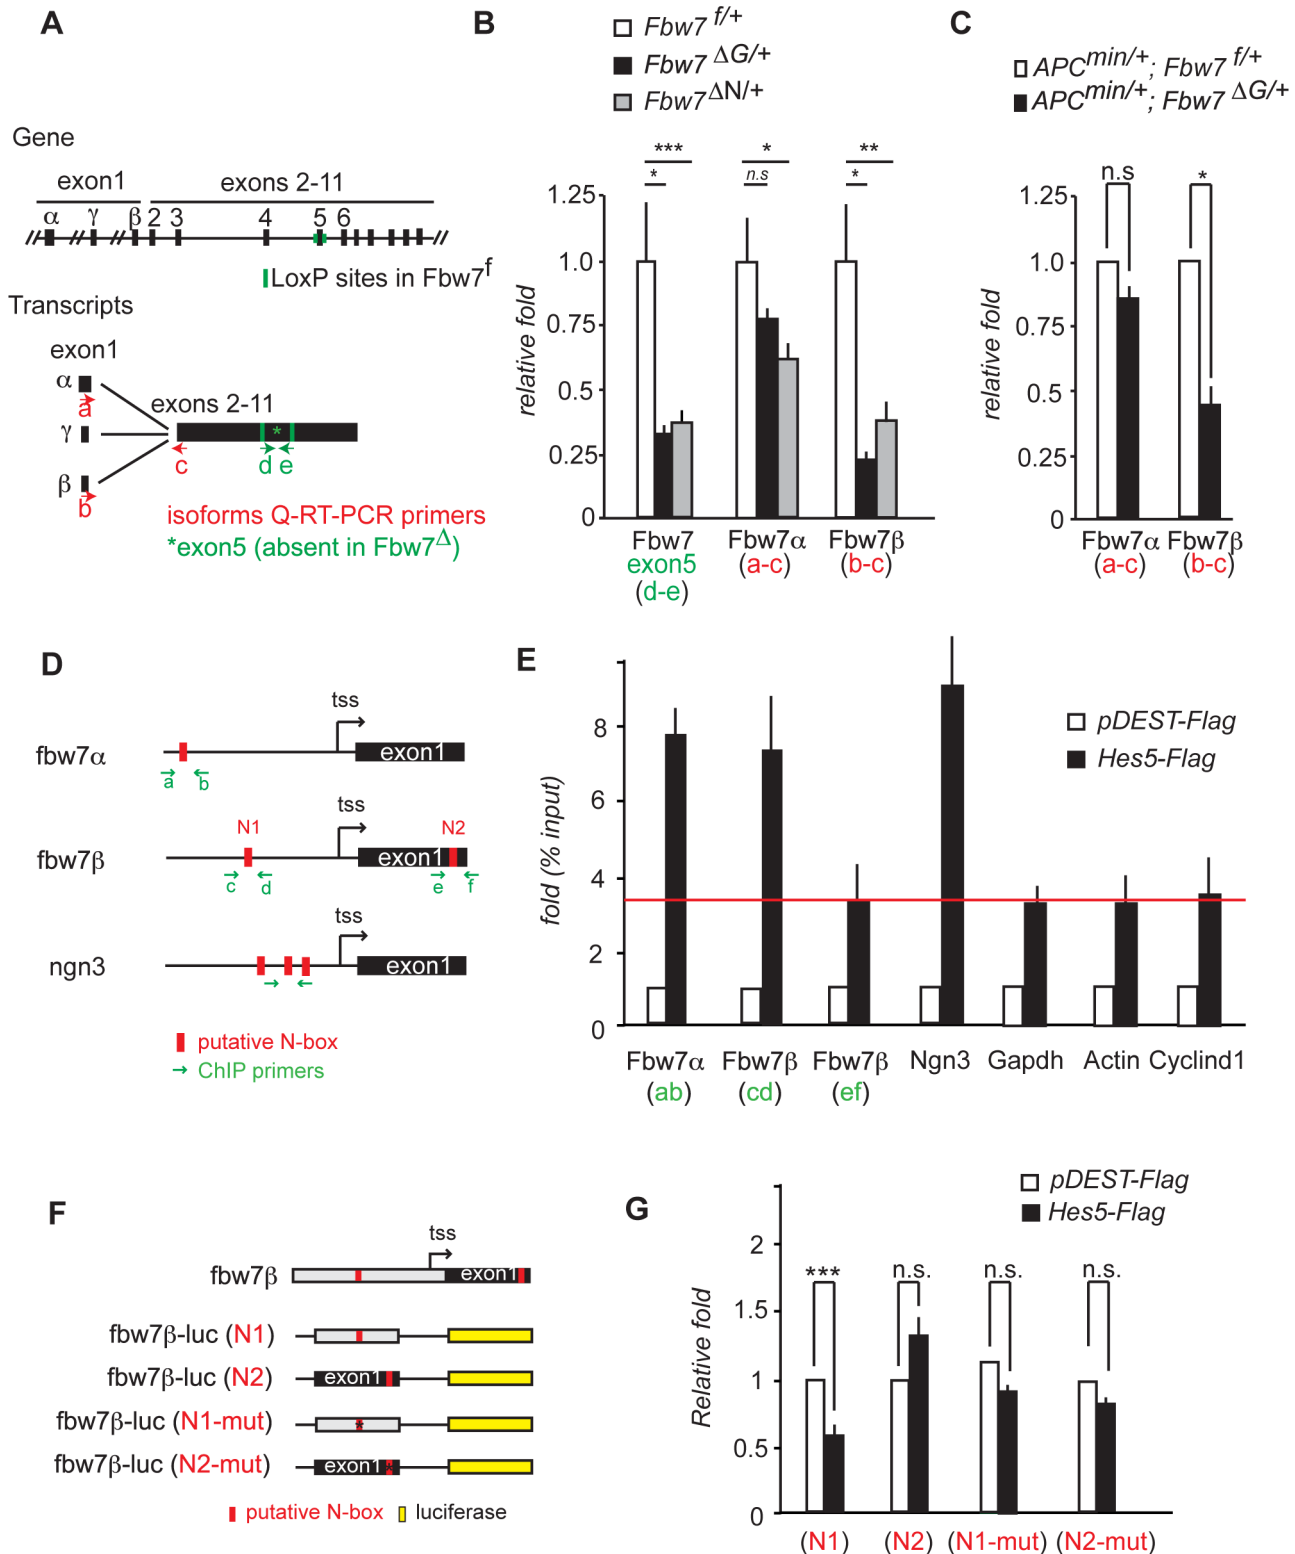 A
Gene
exon1
exons 2-11
α γ β 2 3 4 5 6
LoxP sites in Fbw7f
Transcripts
exon1
α
a
exons 2-11
γ
*
c d e
β
b
isoforms Q-RT-PCR primers
*exon5 (absent in Fbw7Δ)
B
Fbw7 f/+
Fbw7 ΔG/+
Fbw7 ΔN/+
*** * **
* n.s *
relative fold
1.25
1.0
0.75
0.5
0.25
0
Fbw7 Fbw7α Fbw7β
exon5 (a-c) (b-c)
(d-e)
C
APCmin/+; Fbw7 f/+
APCmin/+; Fbw7 ΔG/+
n.s *
relative fold
1.25
1.0
0.75
0.5
0.25
0
Fbw7α Fbw7β
(a-c) (b-c)
D
tss
fbw7α
exon1
a b
tss
N1 N2
fbw7β
exon1
c d e f
tss
ngn3
exon1
putative N-box
ChIP primers
E
pDEST-Flag
Hes5-Flag
fold (% input)
8
6
4
2
0
Fbw7α Fbw7β Fbw7β Ngn3 Gapdh Actin Cyclind1
(ab) (cd) (ef)
F
tss
fbw7β
exon1
fbw7β-luc (N1)
fbw7β-luc (N2)
exon1
fbw7β-luc (N1-mut)
*
fbw7β-luc (N2-mut)
exon1 *
putative N-box luciferase
G
pDEST-Flag
Hes5-Flag
*** n.s. n.s. n.s.
Relative fold
2
1.5
1
0.5
0
(N1) (N2) (N1-mut) (N2-mut)